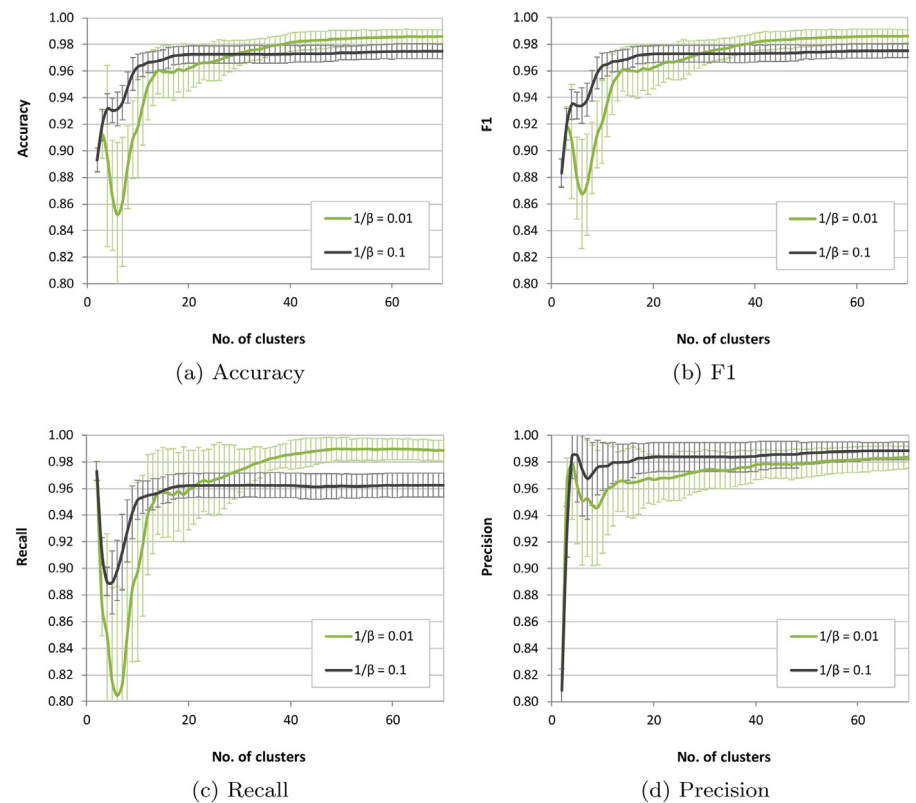 1.00
0.98
0.96
0.94
0.92
0.90
0.88
0.86
0.84
0.82
0.80
Accuracy
1/β = 0.01
1/β = 0.1
0 20 40 60
No. of clusters
(a) Accuracy
1.00
0.98
0.96
0.94
0.92
0.90
0.88
0.86
0.84
0.82
0.80
F1
1/β = 0.01
1/β = 0.1
0 20 40 60
No. of clusters
(b) F1
1.00
0.98
0.96
0.94
0.92
0.90
0.88
0.86
0.84
0.82
0.80
Recall
1/β = 0.01
1/β = 0.1
0 20 40 60
No. of clusters
(c) Recall
1.00
0.98
0.96
0.94
0.92
0.90
0.88
0.86
0.84
0.82
0.80
Precision
1/β = 0.01
1/β = 0.1
0 20 40 60
No. of clusters
(d) Precision